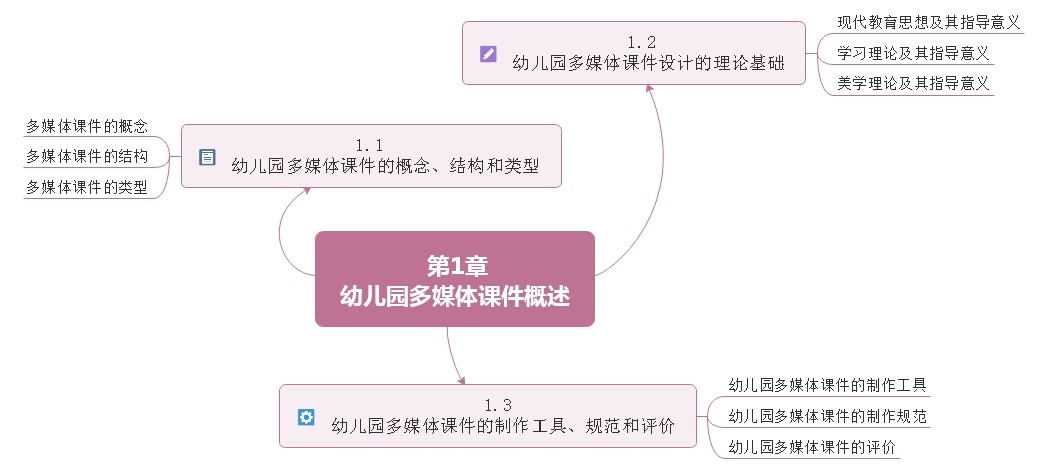 第1章
幼儿园多媒体课件概述
1.1
幼儿园多媒体课件的概念、结构和类型
多媒体课件的概念
多媒体课件的结构
多媒体课件的类型
1.2
幼儿园多媒体课件设计的理论基础
现代教育思想及其指导意义
学习理论及其指导意义
美学理论及其指导意义
1.3
幼儿园多媒体课件的制作工具、规范和评价
幼儿园多媒体课件的制作工具
幼儿园多媒体课件的制作规范
幼儿园多媒体课件的评价